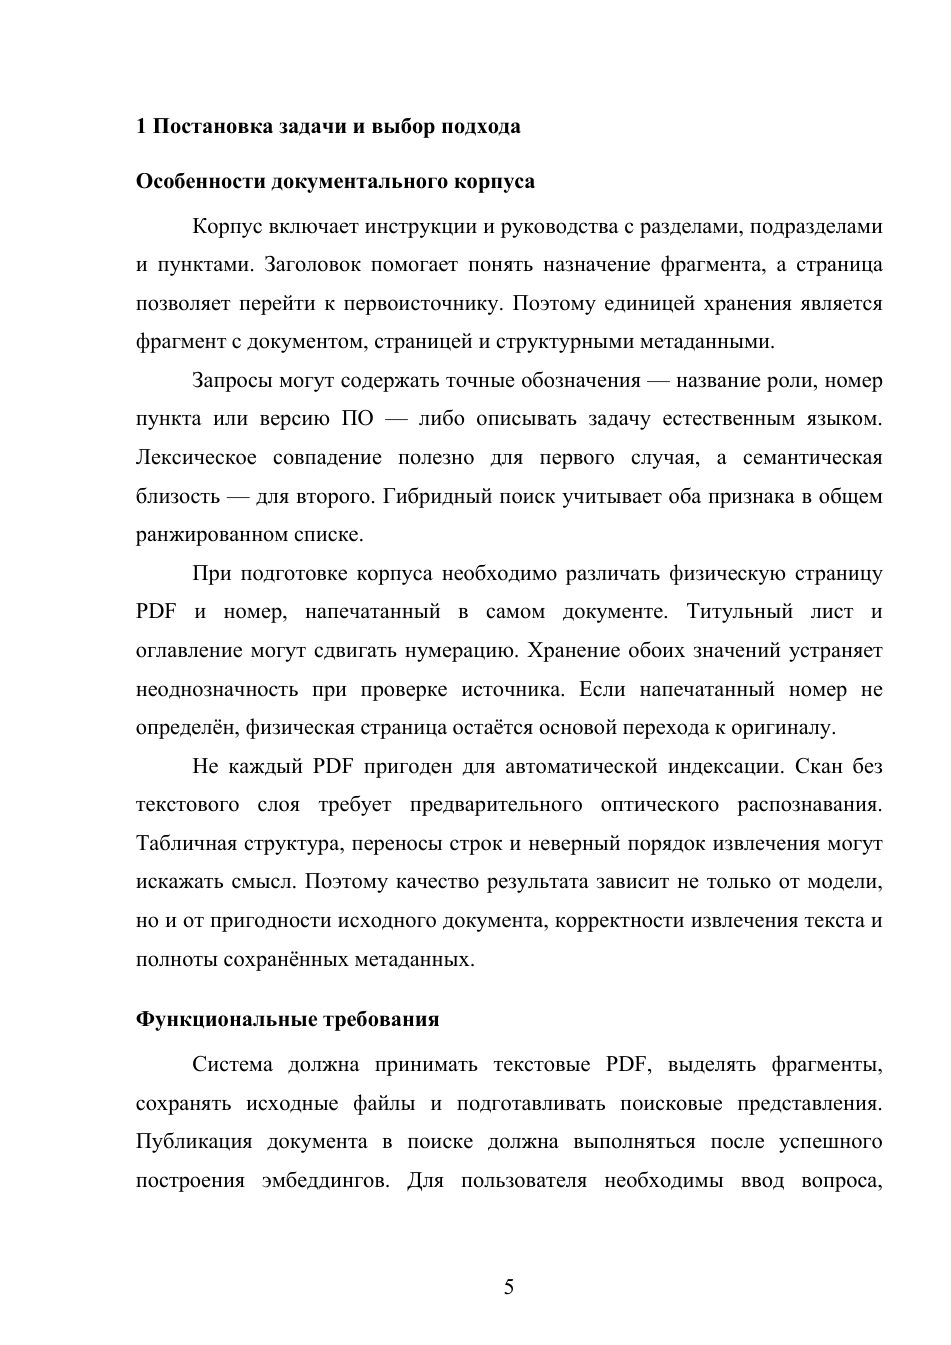 1 Постановка задачи и выбор подхода
Особенности документального корпуса
Корпус включает инструкции и руководства с разделами, подразделами
и пунктами. Заголовок помогает понять назначение фрагмента, а страница
позволяет перейти к первоисточнику. Поэтому единицей хранения является
фрагмент с документом, страницей и структурными метаданными.
Запросы могут содержать точные обозначения — название роли, номер
пункта или версию ПО — либо описывать задачу естественным языком.
Лексическое совпадение полезно для первого случая, а семантическая
близость — для второго. Гибридный поиск учитывает оба признака в общем
ранжированном списке.
При подготовке корпуса необходимо различать физическую страницу
PDF и номер, напечатанный в самом документе. Титульный лист и
оглавление могут сдвигать нумерацию. Хранение обоих значений устраняет
неоднозначность при проверке источника. Если напечатанный номер не
определён, физическая страница остаётся основой перехода к оригиналу.
Не каждый PDF пригоден для автоматической индексации. Скан без
текстового слоя требует предварительного оптического распознавания.
Табличная структура, переносы строк и неверный порядок извлечения могут
искажать смысл. Поэтому качество результата зависит не только от модели,
но и от пригодности исходного документа, корректности извлечения текста и
полноты сохранённых метаданных.
Функциональные требования
Система должна принимать текстовые PDF, выделять фрагменты,
сохранять исходные файлы и подготавливать поисковые представления.
Публикация документа в поиске должна выполняться после успешного
построения эмбеддингов. Для пользователя необходимы ввод вопроса,
5